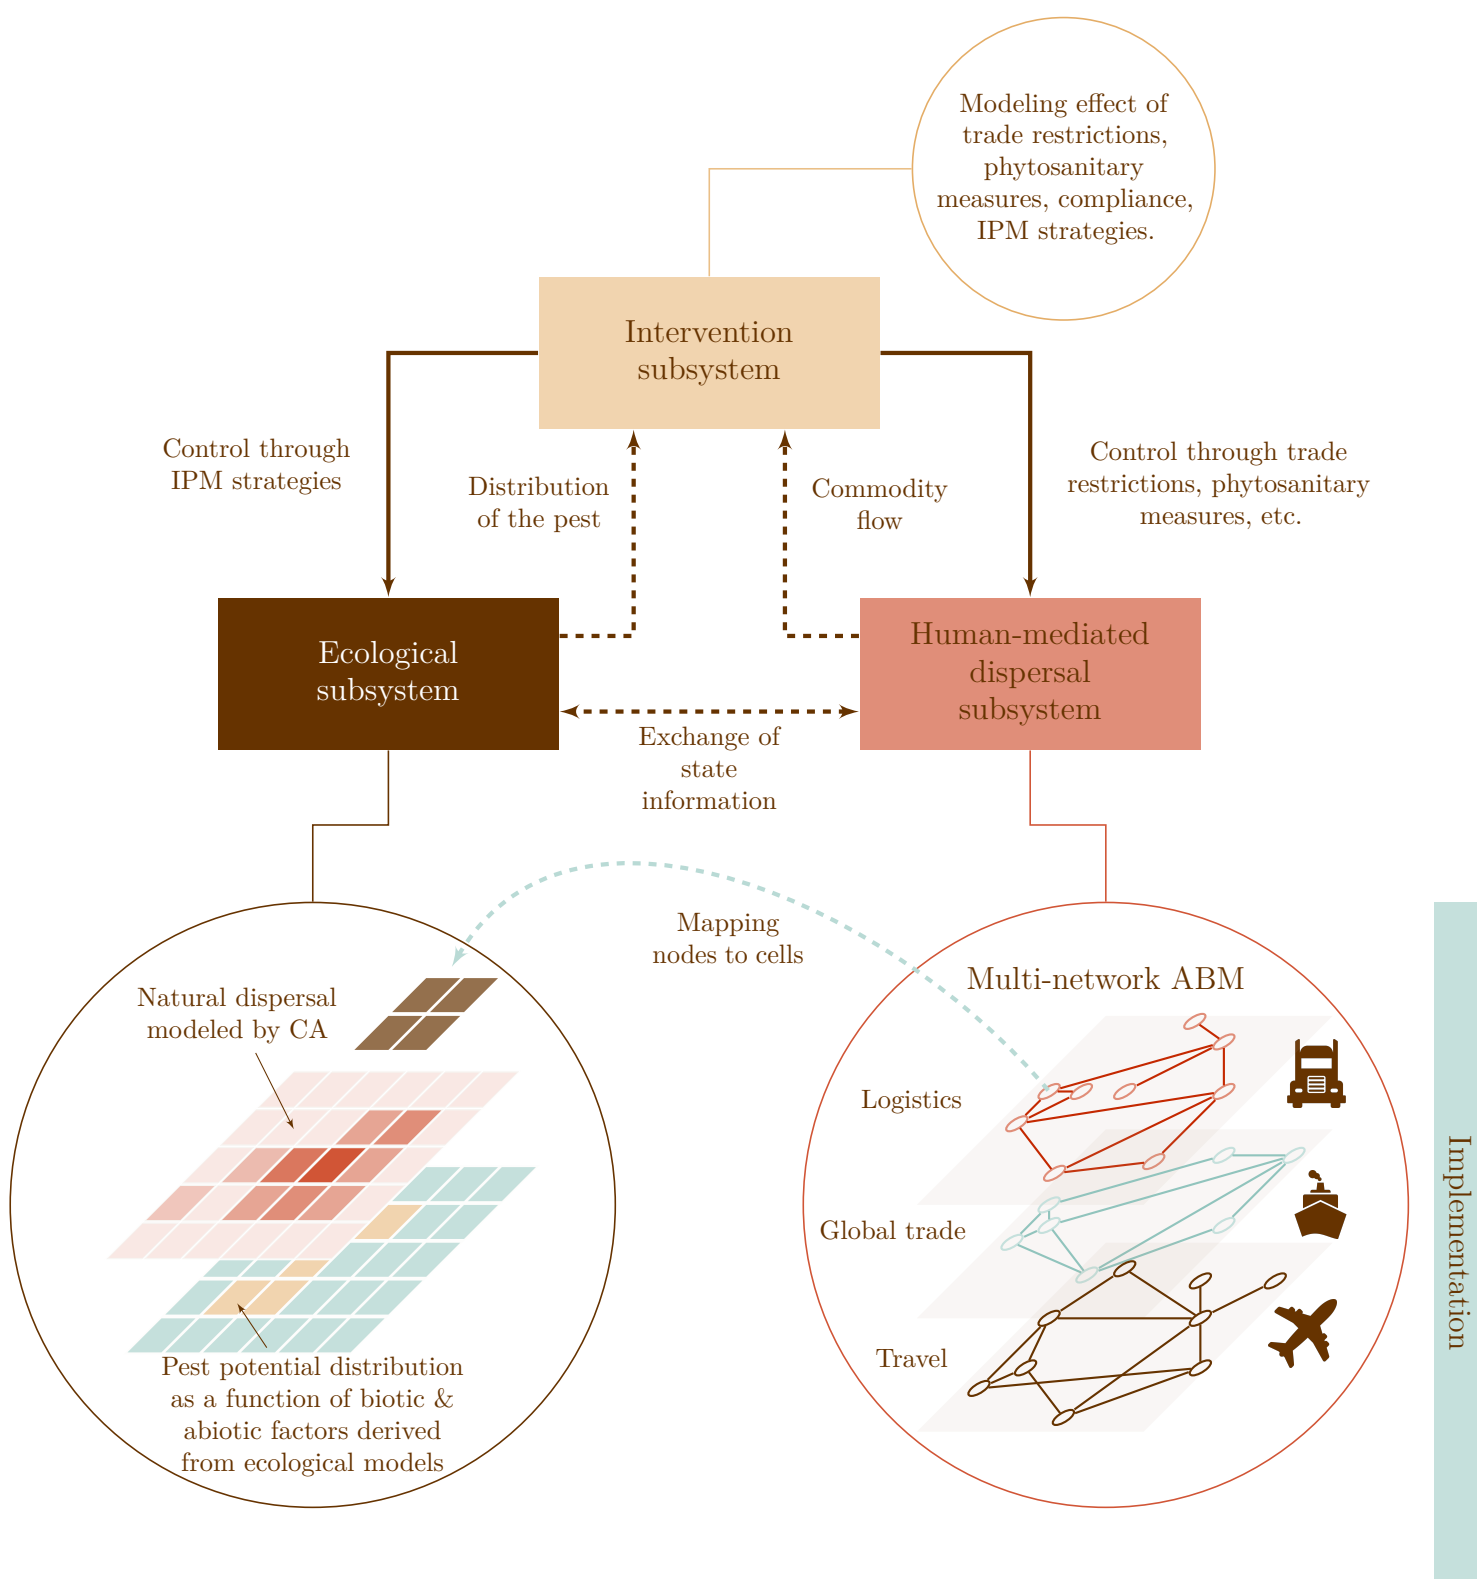 Modeling effect of
trade restrictions,
phytosanitary
measures, compliance,
IPM strategies.
Intervention
subsystem
Control through
IPM strategies
Distribution
of the pest
Commodity
flow
Control through trade
restrictions, phytosanitary
measures, etc.
Ecological
subsystem
Human-mediated
dispersal
subsystem
Exchange of
state
information
Mapping
nodes to cells
Natural dispersal
modeled by CA
Pest potential distribution
as a function of biotic &
abiotic factors derived
from ecological models
Multi-network ABM
Logistics
Global trade
Travel
Implementation